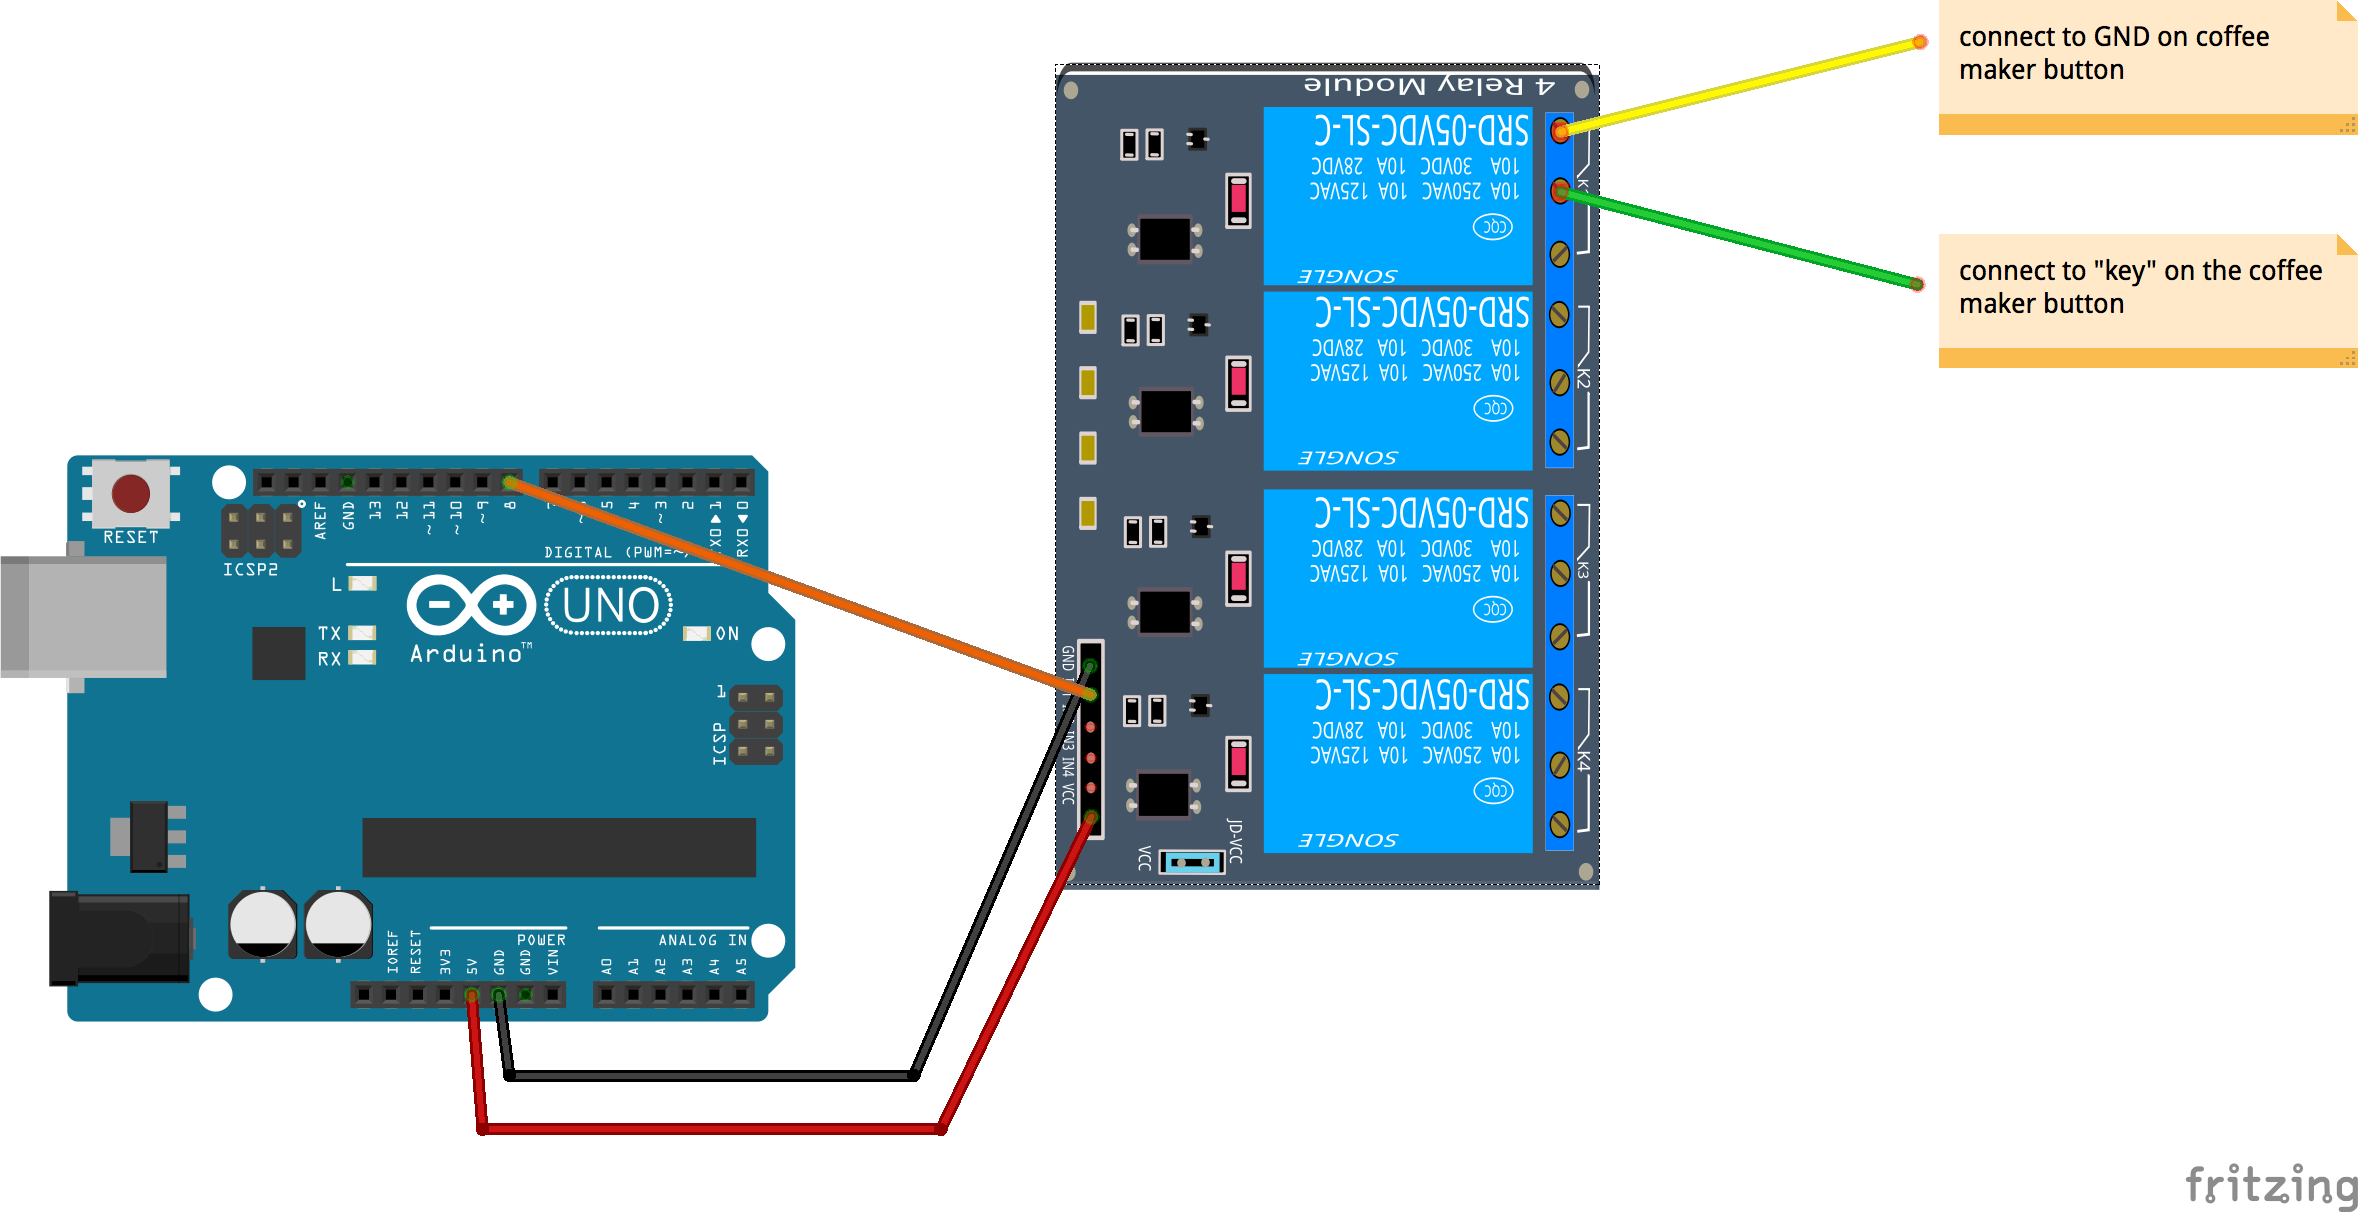 connect to GND on coffee
maker button
connect to "key" on the coffee
maker button
4 Relay Module
SRD-05VDC-SL-C
10A 30VDC 10A 28VDC
10A 250VAC 10A 125VAC
CQC
SONGLE
SRD-05VDC-SL-C
10A 30VDC 10A 28VDC
10A 250VAC 10A 125VAC
CQC
SONGLE
K2
SRD-05VDC-SL-C
10A 30VDC 10A 28VDC
10A 250VAC 10A 125VAC
CQC
SONGLE
K3
SRD-05VDC-SL-C
10A 30VDC 10A 28VDC
10A 250VAC 10A 125VAC
CQC
SONGLE
K4
GND
IN3 IN4 VCC
VCC
JD-VCC
RESET
ICSP2
AREF
GND
13
12
~11
~10
~9
8
5
4
~3
2
1
RX0◄0
DIGITAL (PWM=~)
L
TX
RX
UNO
Arduino™
ON
1
ICSP
POWER
ANALOG IN
IOREF
RESET
3V3
5V
GND
GND
VIN
A0
A1
A2
A3
A4
A5
fritzing